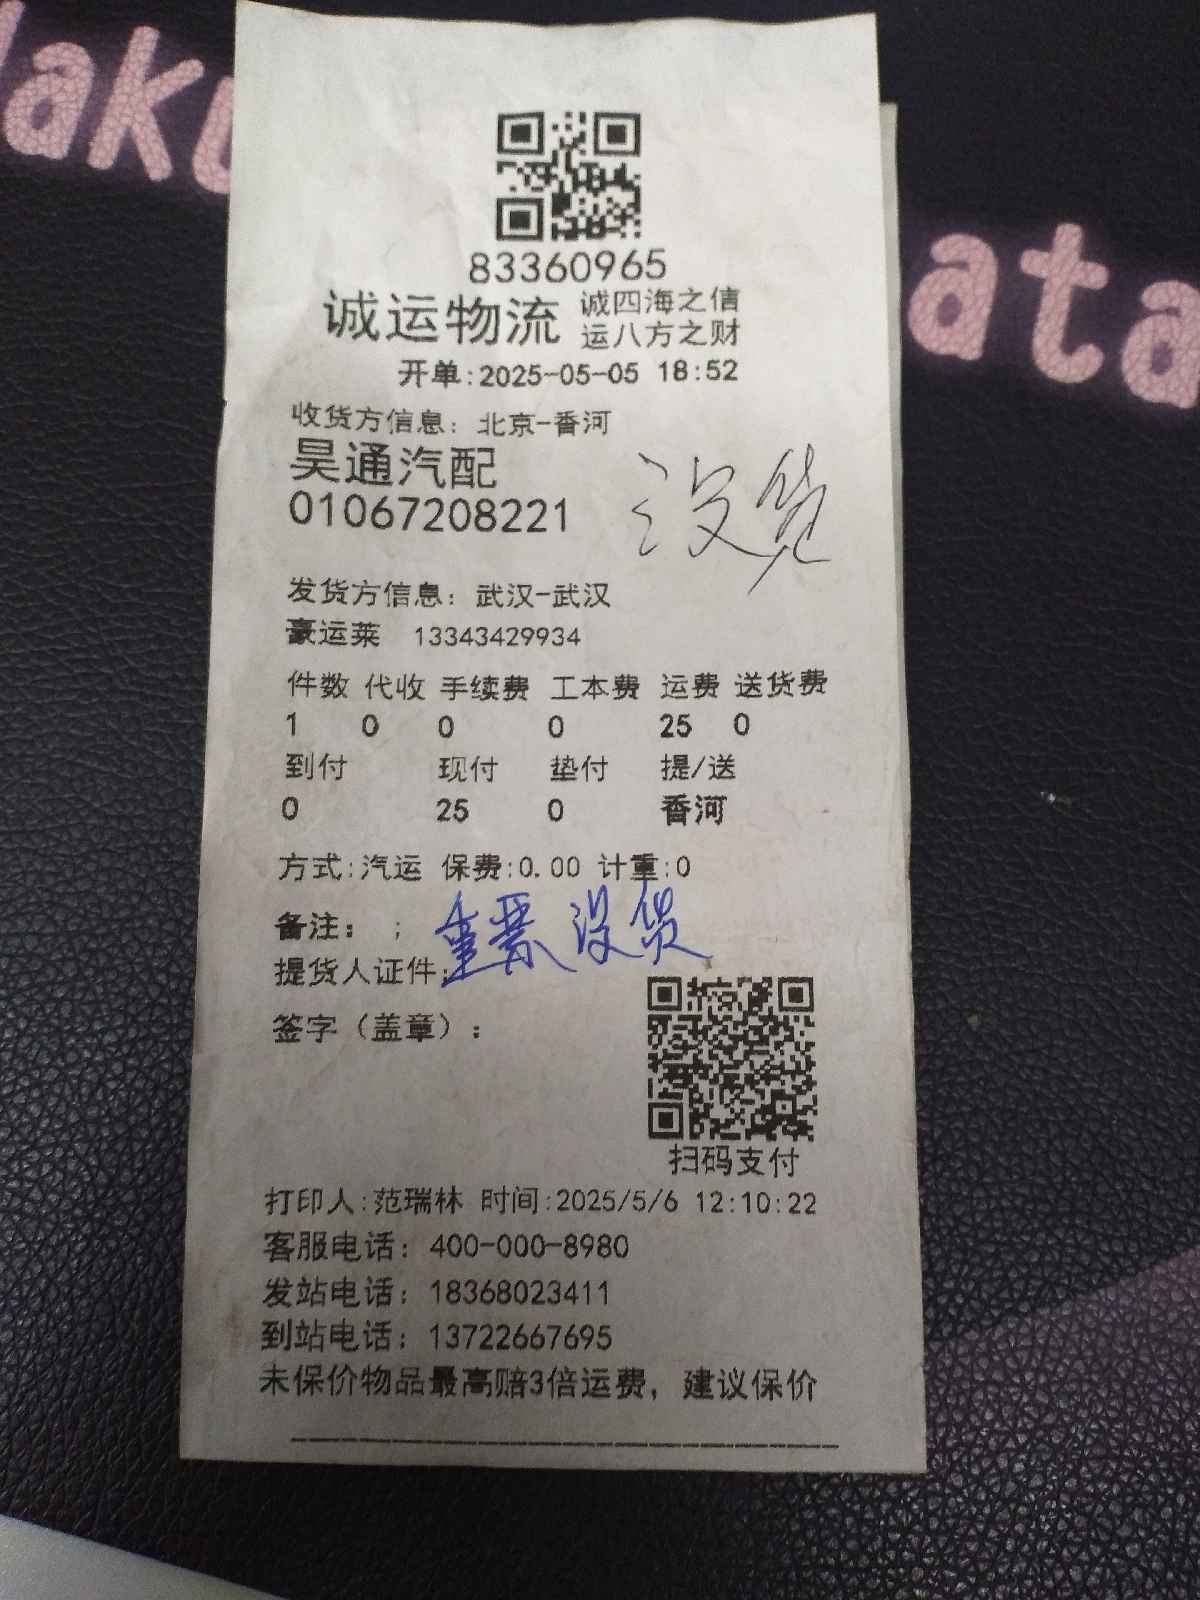 aku
ata
83360965
诚运物流 诚四海之信
运八方之财
开单:2025-05-05 18:52
收货方信息: 北京-香河
昊通汽配
01067208221
没货
发货方信息: 武汉-武汉
豪运莱 13343429934
件数 代收 手续费 工本费 运费 送货费
1 0 0 0 25 0
到付 现付 垫付 提/送
0 25 0 香河
方式:汽运 保费:0.00 计重:0
备注: ;
没货
提货人证件:
签字（盖章）:
扫码支付
打印人:范瑞林 时间:2025/5/6 12:10:22
客服电话: 400-000-8980
发站电话: 18368023411
到站电话: 13722667695
未保价物品最高赔3倍运费, 建议保价